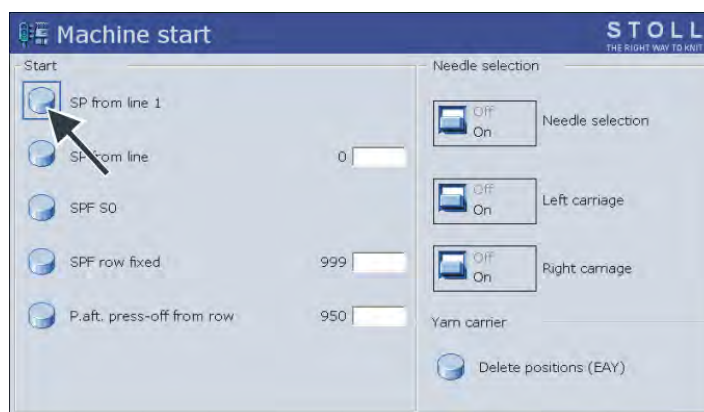 Machine start
STOLL
THE RIGHT WAY TO KNIT
Start
SP from line 1
SP from line 0
SPF S0
SPF row fixed 999
P.aft. press-off from row 950
Needle selection
Off
On
Needle selection
Off
On
Left carriage
Off
On
Right carriage
Yarn carrier
Delete positions (EAY)